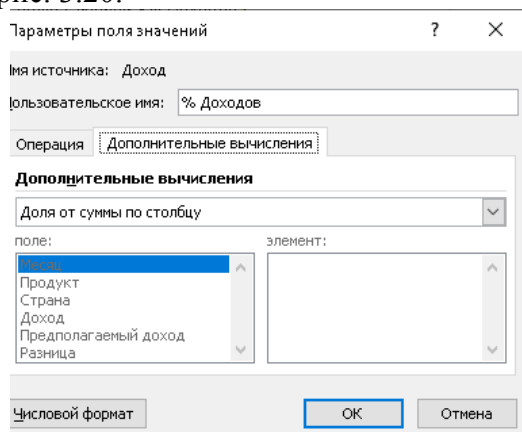 Параметры поля значений ? ×
Имя источника: Доход
Пользовательское имя: % Доходов
Операция Дополнительные вычисления
Дополнительные вычисления
Доля от суммы по столбцу
поле: элемент:
Месяц
Продукт
Страна
Доход
Предполагаемый доход
Разница
Числовой формат ОК Отмена